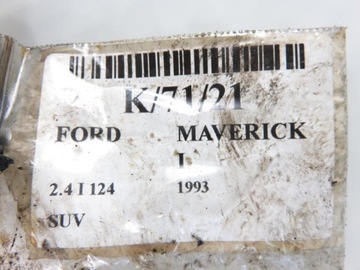 K/71/21
FORD MAVERICK
I
2.4 I 124 1993
SUV